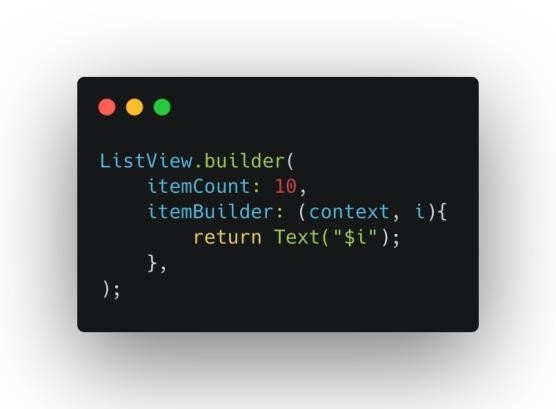 ListView.builder(
    itemCount: 10,
    itemBuilder: (context, i){
        return Text("$i");
    },
);